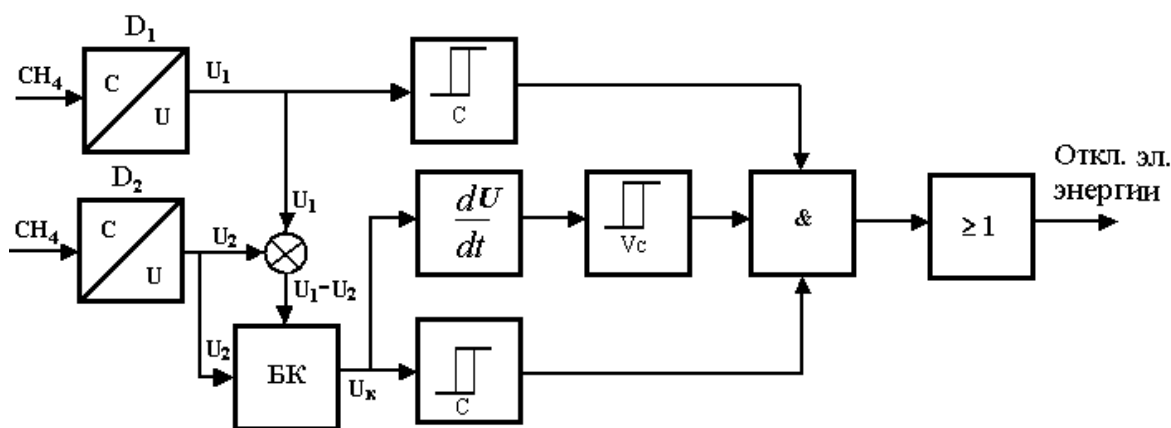 D₁
CH₄
C
U
U₁
C
D₂
CH₄
C
U
U₂
U₁
U₁-U₂
U₂
БК
Uк
dU
dt
Vc
C
&
≥ 1
Откл. эл.
энергии